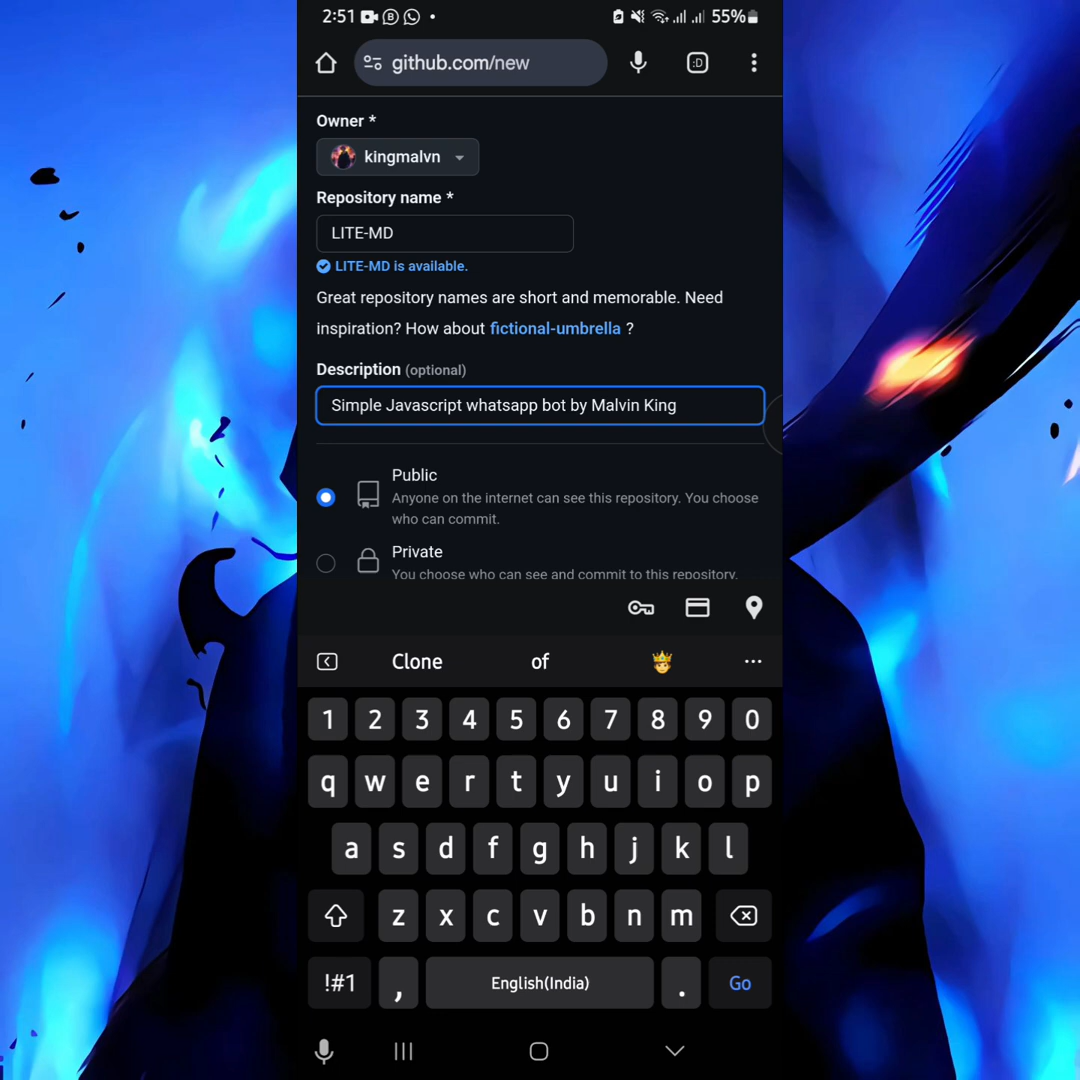 2:51 B 55%
github.com/new :D
Owner *
kingmalvn
Repository name *
LITE-MD
LITE-MD is available.
Great repository names are short and memorable. Need
inspiration? How about fictional-umbrella ?
Description (optional)
Simple Javascript whatsapp bot by Malvin King
Public
Anyone on the internet can see this repository. You choose
who can commit.
Private
You choose who can see and commit to this repository.
Clone of
1 2 3 4 5 6 7 8 9 0
q w e r t y u i o p
a s d f g h j k l
z x c v b n m
!#1 , English(India) . Go